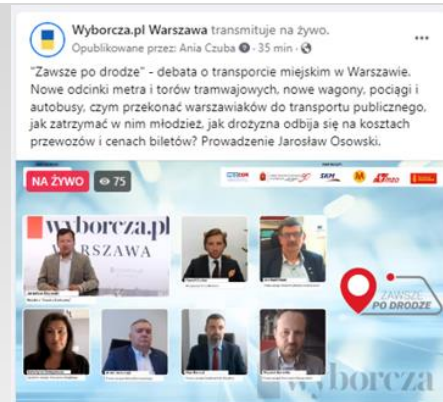 Wyborcza.pl Warszawa transmituje na żywo.
Opublikowane przez: Ania Czuba · 35 min ·
"Zawsze po drodze" - debata o transporcie miejskim w Warszawie.
Nowe odcinki metra i torów tramwajowych, nowe wagony, pociągi i
autobusy, czym przekonać warszawiaków do transportu publicznego,
jak zatrzymać w nim młodzież, jak drożyzna odbija się na kosztach
przewozów i cenach biletów? Prowadzenie Jarosław Osowski.
NA ŻYWO 75
SKM M MZO
wyborcza.pl
WARSZAWA
ZAWSZE
PO DRODZE
wyborcza